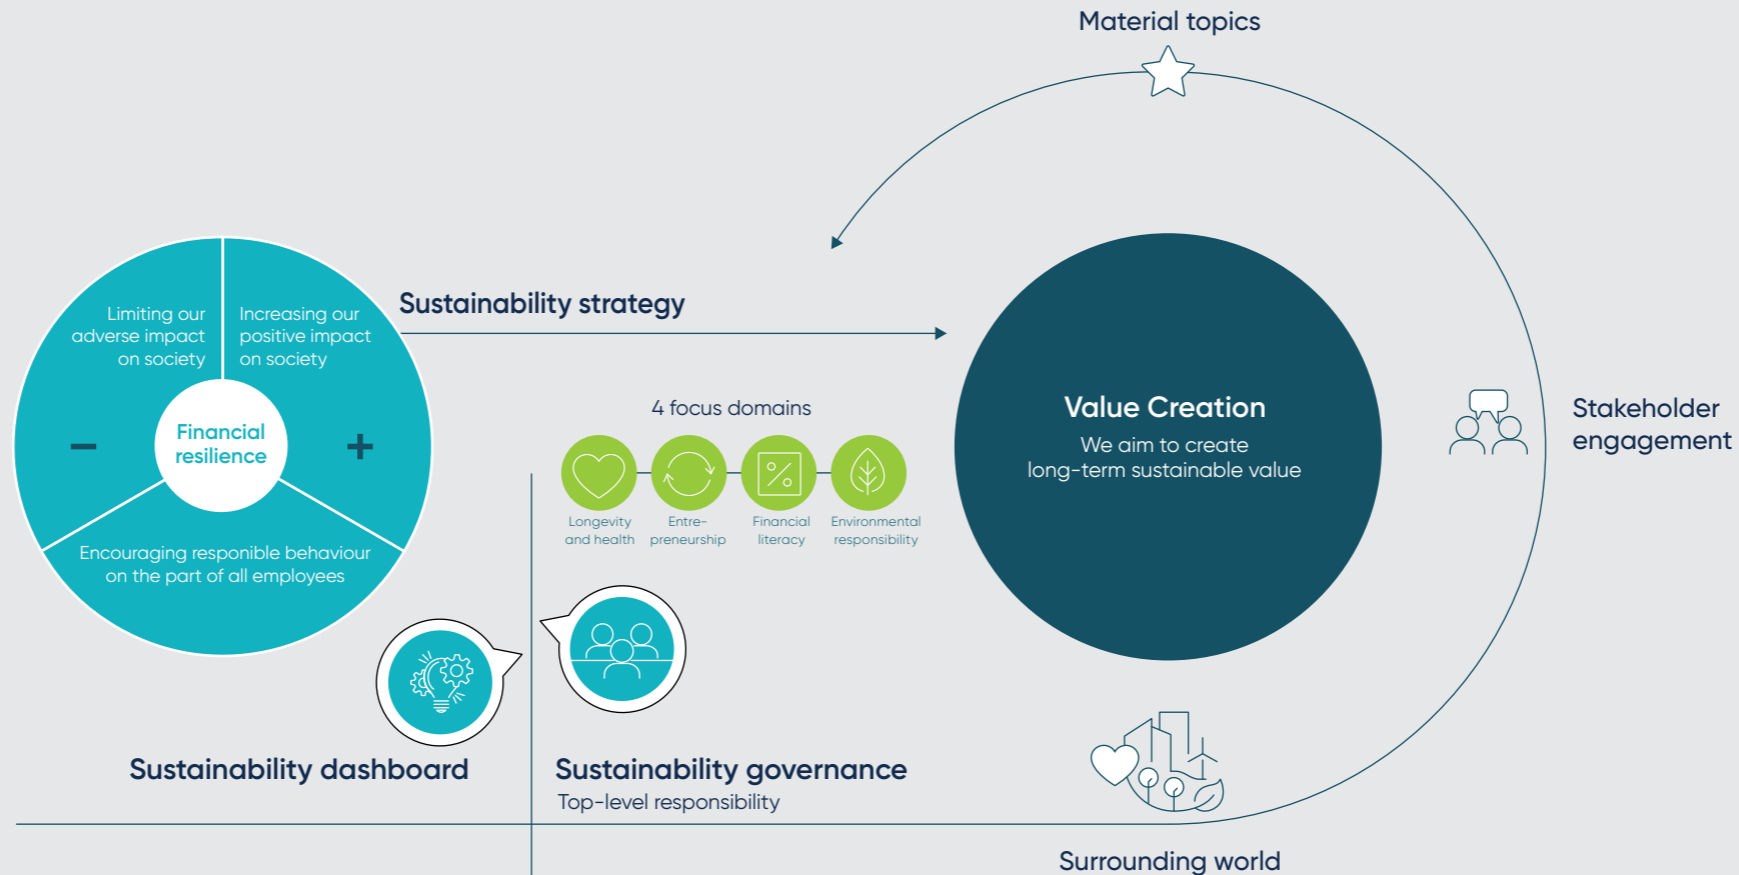 Material topics
Limiting our
adverse impact
on society
Increasing our
positive impact
on society
Financial
resilience
–
+
Encouraging responible behaviour
on the part of all employees
Sustainability strategy
4 focus domains
Longevity
and health
Entre-
preneurship
Financial
literacy
Environmental
responsibility
Value Creation
We aim to create
long-term sustainable value
Stakeholder
engagement
Sustainability dashboard
Sustainability governance
Top-level responsibility
Surrounding world